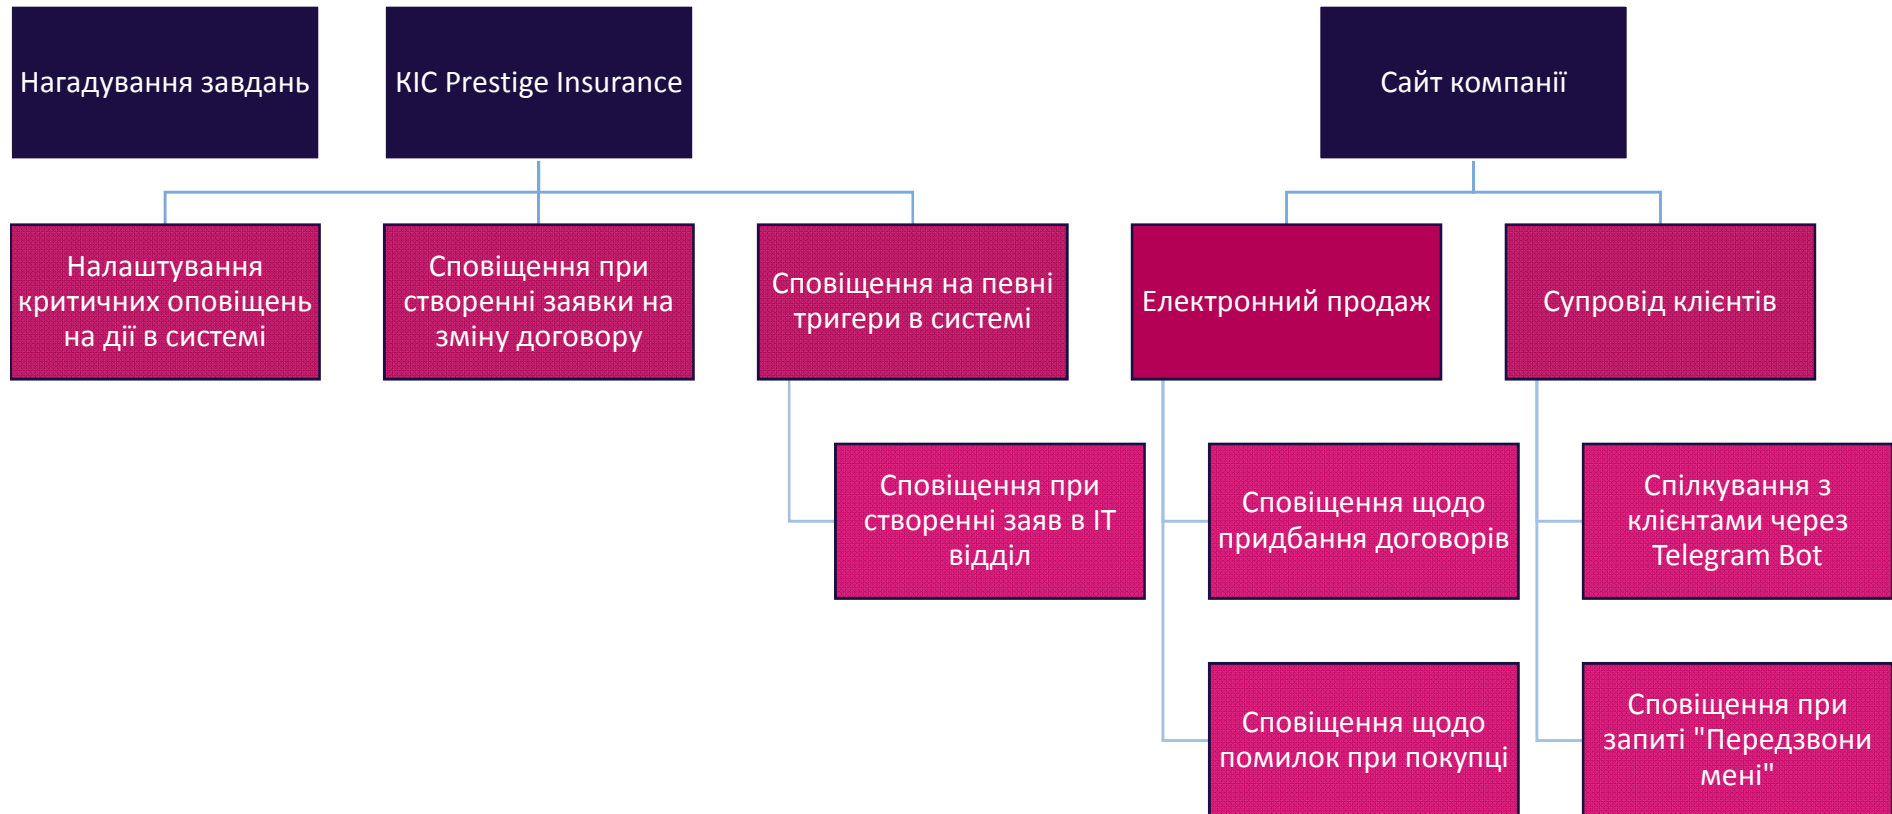 Нагадування завдань
КІС Prestige Insurance
Сайт компанії
Налаштування
критичних оповіщень
на дії в системі
Сповіщення при
створенні заявки на
зміну договору
Сповіщення на певні
тригери в системі
Електронний продаж
Супровід клієнтів
Сповіщення при
створенні заяв в ІТ
відділ
Сповіщення щодо
придбання договорів
Спілкування з
клієнтами через
Telegram Bot
Сповіщення щодо
помилок при покупці
Сповіщення при
запиті "Передзвони
мені"